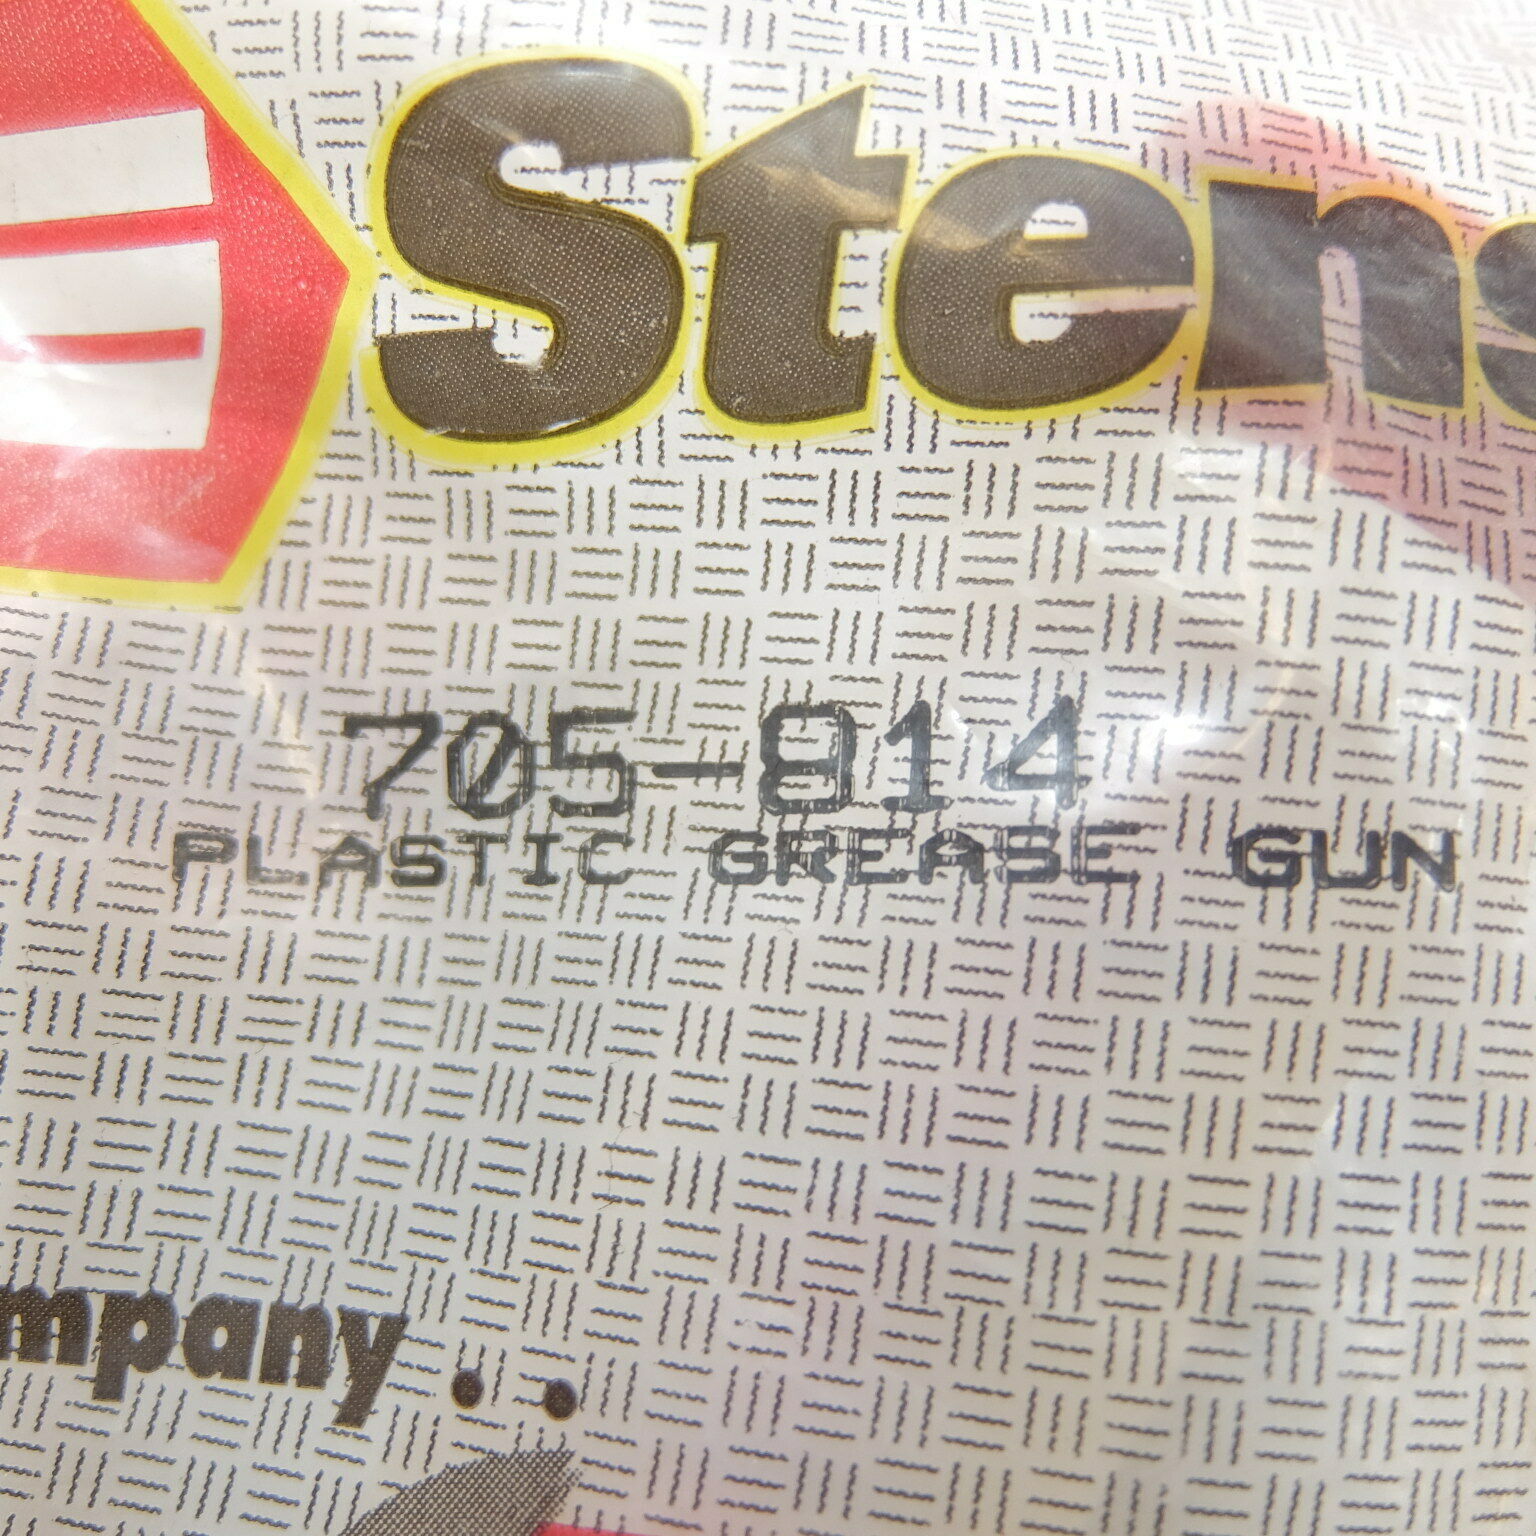 Stens
705-814
PLASTIC GREASE GUN
mpany..